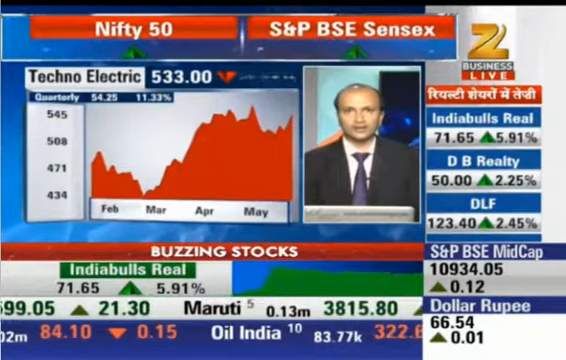 Nifty 50
S&P BSE Sensex
Z
BUSINESS
LIVE
Techno Electric 533.00
Quarterly 54.25 11.33%
545
508
471
434
Feb Mar Apr May
रियल्टी शेयरों में तेजी
Indiabulls Real
71.65 5.91%
D B Realty
50.00 2.25%
DLF
123.40 2.45%
BUZZING STOCKS
Indiabulls Real
71.65 5.91%
S&P BSE MidCap
10934.05
0.12
Dollar Rupee
66.54
0.01
599.05 21.30 Maruti 5 0.13m 3815.80
02m 84.10 0.15 Oil India 10 83.77k 322.6